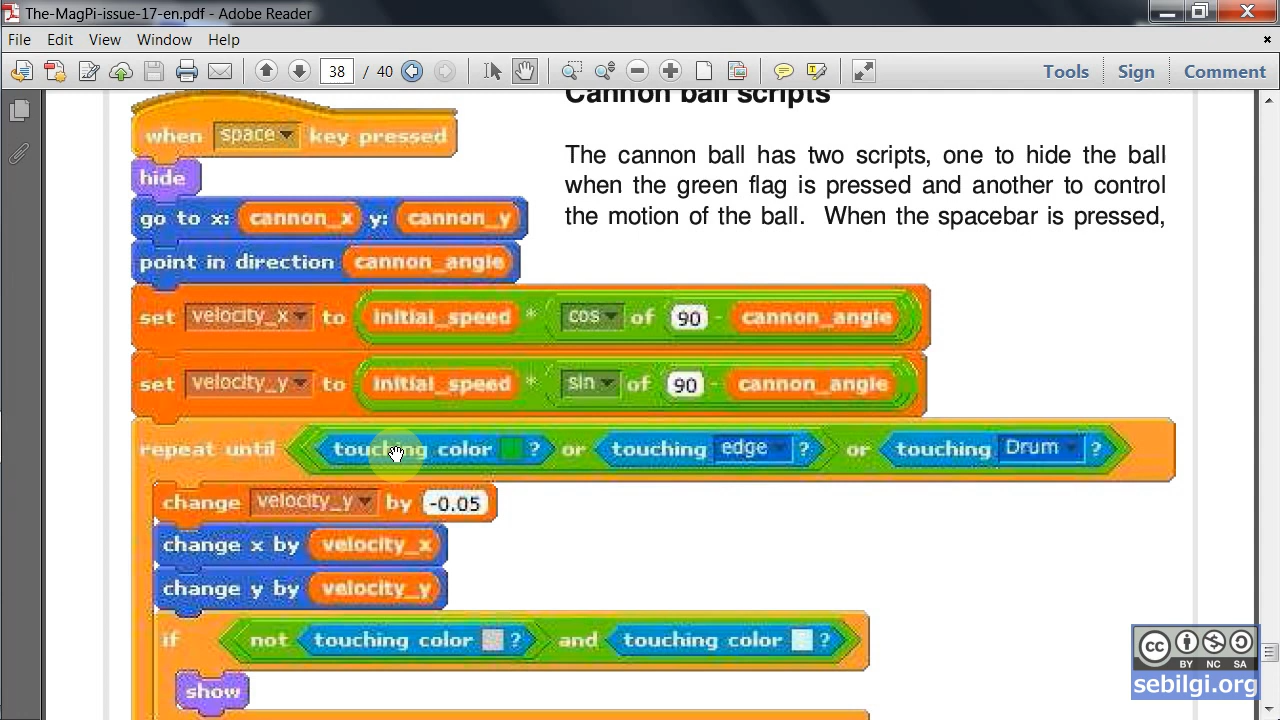 The-MagPi-issue-17-en.pdf - Adobe Reader
File Edit View Window Help
38 / 40 Tools Sign Comment
Cannon ball scripts
when space key pressed
hide
The cannon ball has two scripts, one to hide the ball
when the green flag is pressed and another to control
the motion of the ball. When the spacebar is pressed,
go to x: cannon_x y: cannon_y
point in direction cannon_angle
set velocity_x to initial_speed * cos of 90 - cannon_angle
set velocity_y to initial_speed * sin of 90 - cannon_angle
repeat until touching color ? or touching edge ? or touching Drum ?
change velocity_y by -0.05
change x by velocity_x
change y by velocity_y
if not touching color ? and touching color ?
show
cc BY NC SA
sebilgi.org